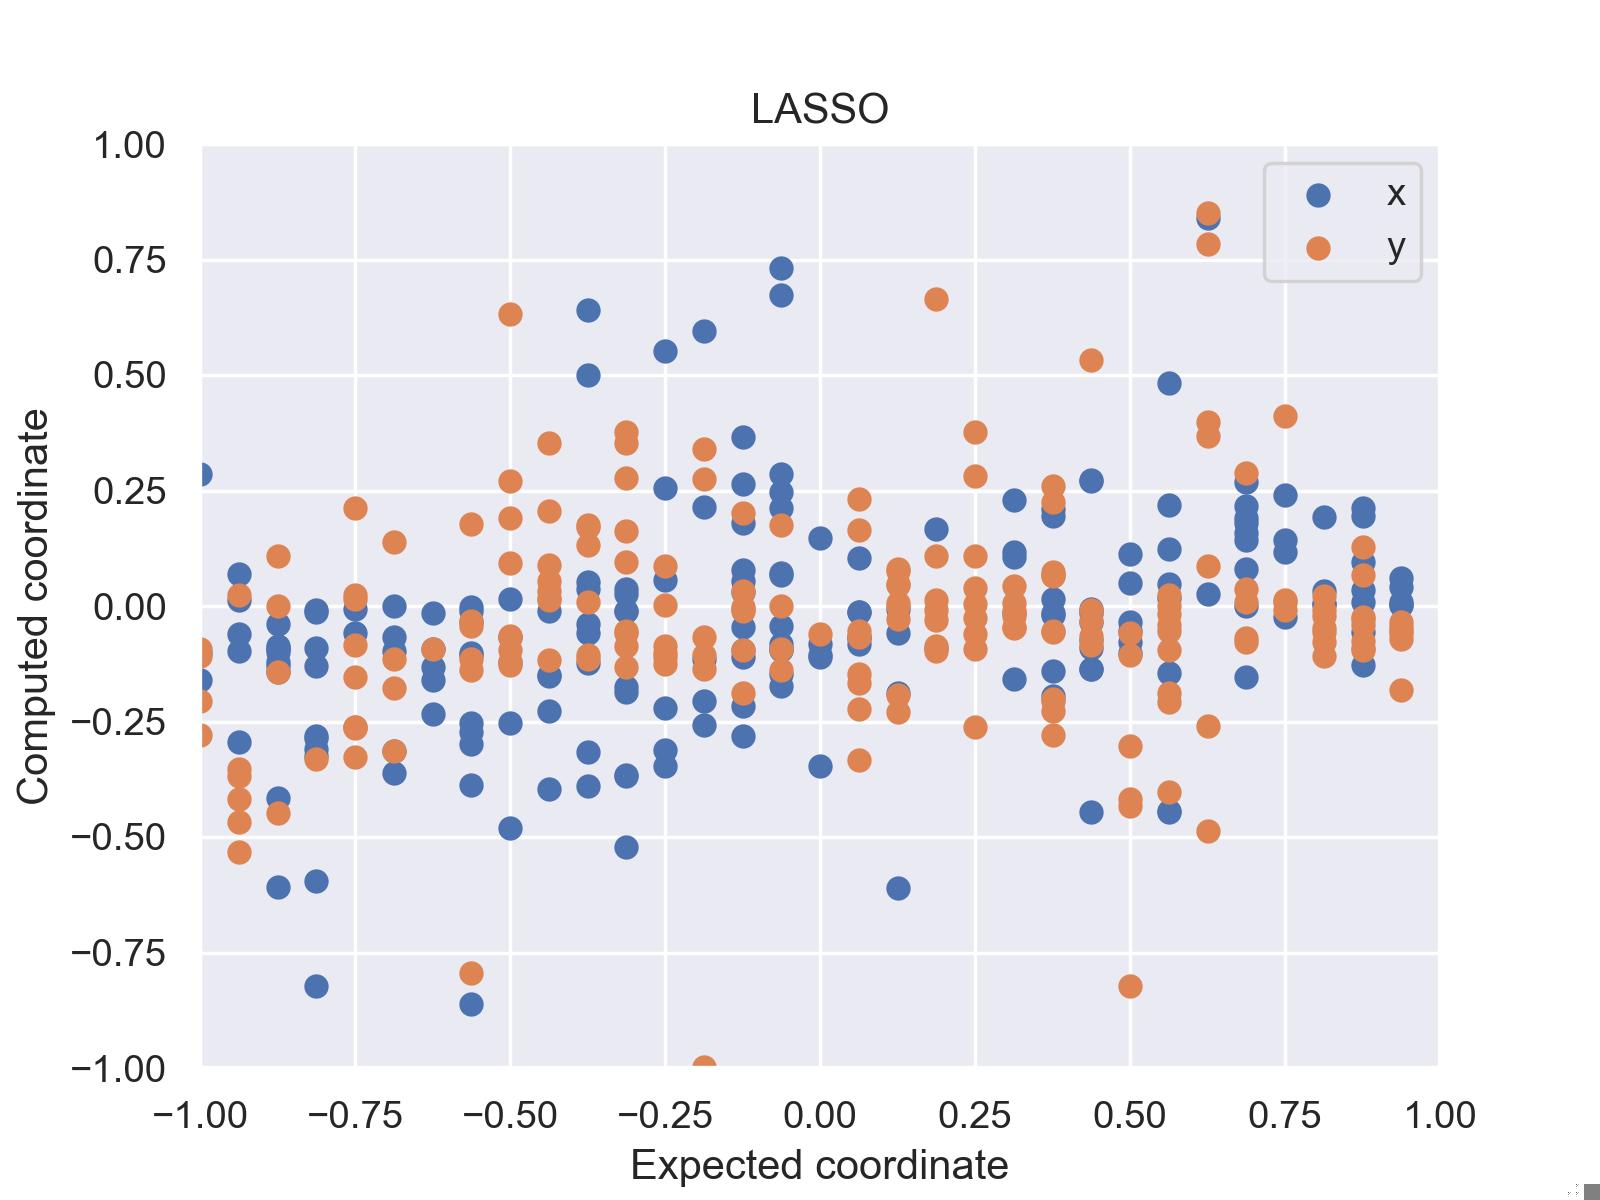 LASSO
1.00
0.75
0.50
0.25
0.00
−0.25
−0.50
−0.75
−1.00
Computed coordinate
x
y
−1.00 −0.75 −0.50 −0.25 0.00 0.25 0.50 0.75 1.00
Expected coordinate